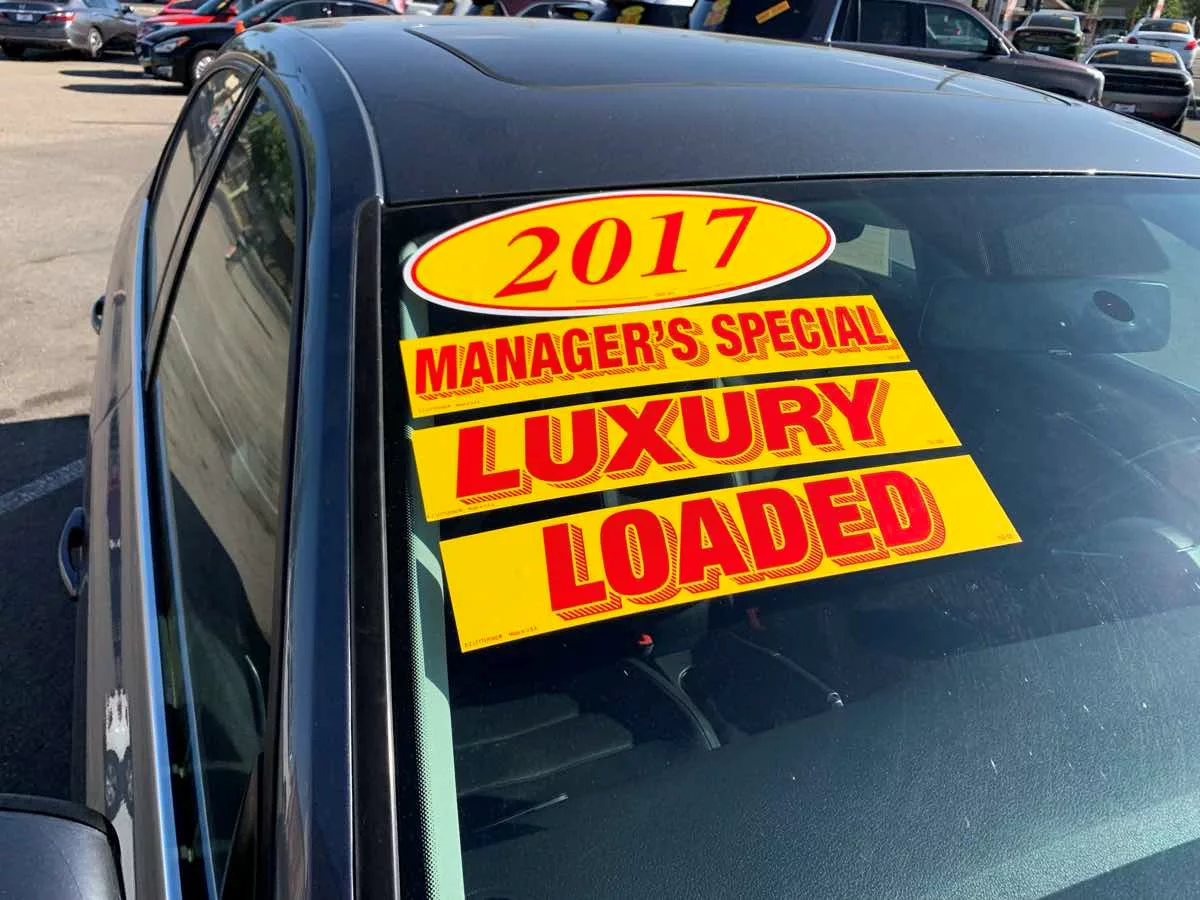 2017
MANAGER'S SPECIAL
LUXURY
LOADED